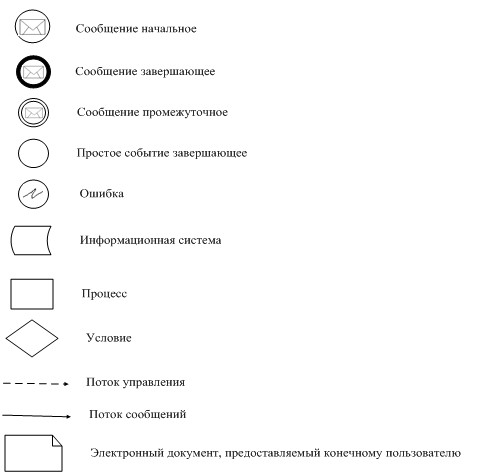 Сообщение начальное
Сообщение завершающее
Сообщение промежуточное
Простое событие завершающее
Ошибка
Информационная система
Процесс
Условие
Поток управления
Поток сообщений
Электронный документ, предоставляемый конечному пользователю